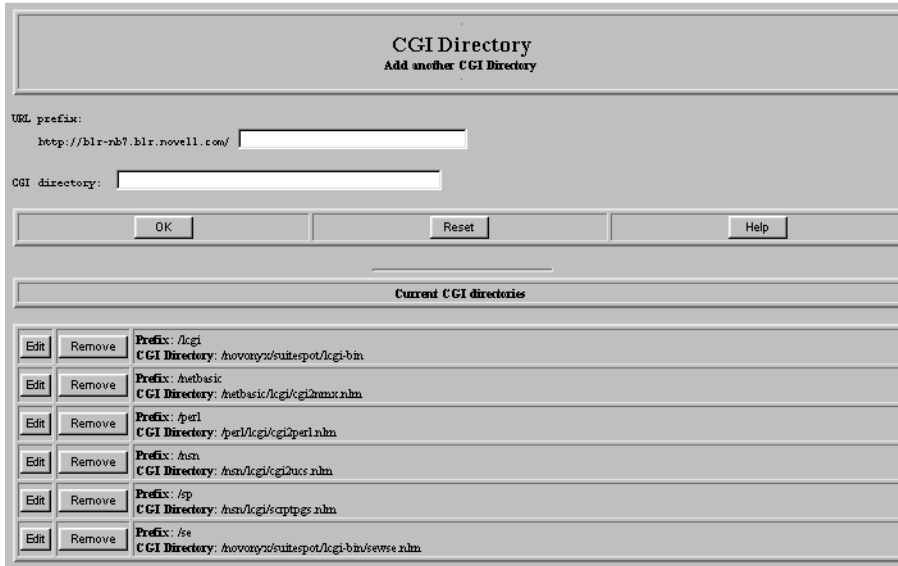 CGI Directory
Add another CGI Directory
URL prefix:
http://blr-nb7.blr.novell.com/
CGI directory:
OK Reset Help
Current CGI directories
Edit Remove Prefix: /lcgi
CGI Directory: /novonyx/suitespot/lcgi-bin
Edit Remove Prefix: /netbasic
CGI Directory: /netbasic/lcgi/cgi2nmx.nlm
Edit Remove Prefix: /perl
CGI Directory: /perl/lcgi/cgi2perl.nlm
Edit Remove Prefix: /nsn
CGI Directory: /nsn/lcgi/cgi2ucs.nlm
Edit Remove Prefix: /sp
CGI Directory: /nsn/lcgi/scrptpgs.nlm
Edit Remove Prefix: /se
CGI Directory: /novonyx/suitespot/lcgi-bin/sewse.nlm